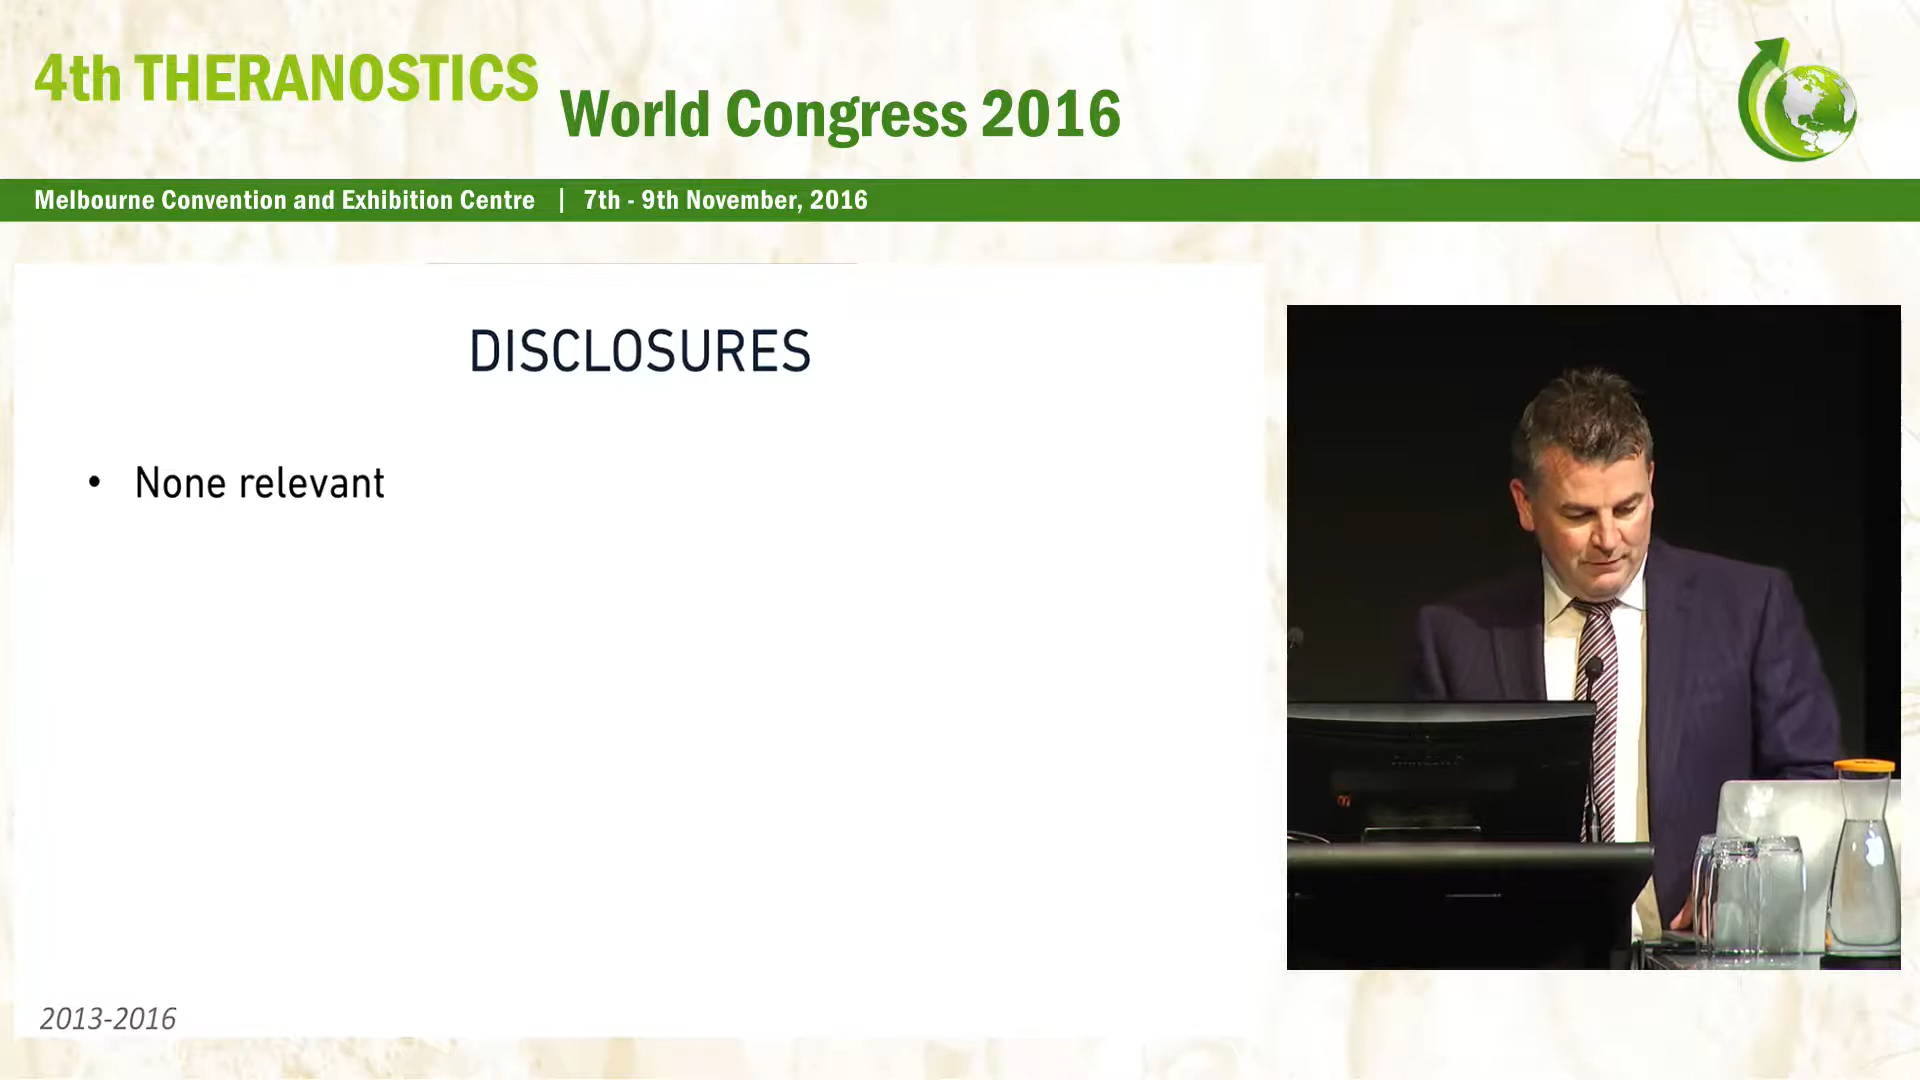 4th THERANOSTICS
World Congress 2016
Melbourne Convention and Exhibition Centre | 7th - 9th November, 2016
DISCLOSURES
• None relevant
2013-2016